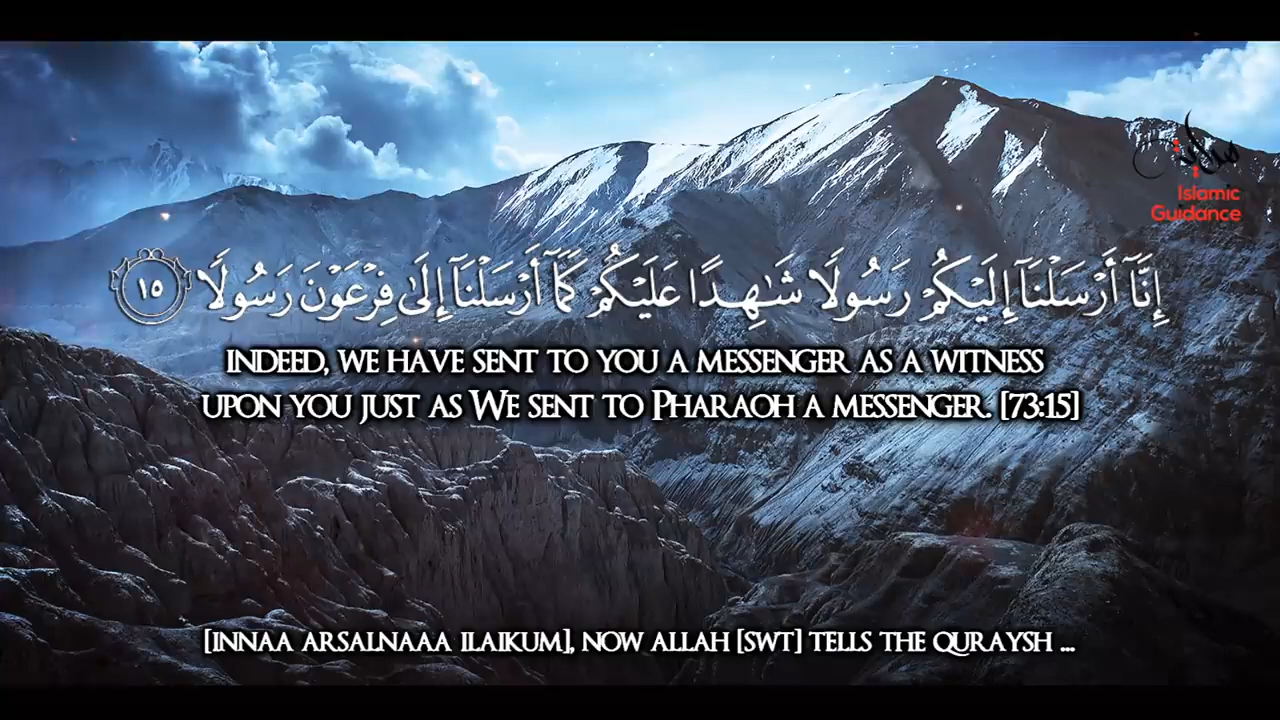 هداية
Islamic
Guidance
إِنَّآ أَرْسَلْنَآ إِلَيْكُمْ رَسُولًا شَٰهِدًا عَلَيْكُمْ كَمَآ أَرْسَلْنَآ إِلَىٰ فِرْعَوْنَ رَسُولًا ١٥
INDEED, WE HAVE SENT TO YOU A MESSENGER AS A WITNESS
UPON YOU JUST AS WE SENT TO PHARAOH A MESSENGER. [73:15]
[INNAA ARSALNAAA ILAIKUM], NOW ALLAH [SWT] TELLS THE QURAYSH ...